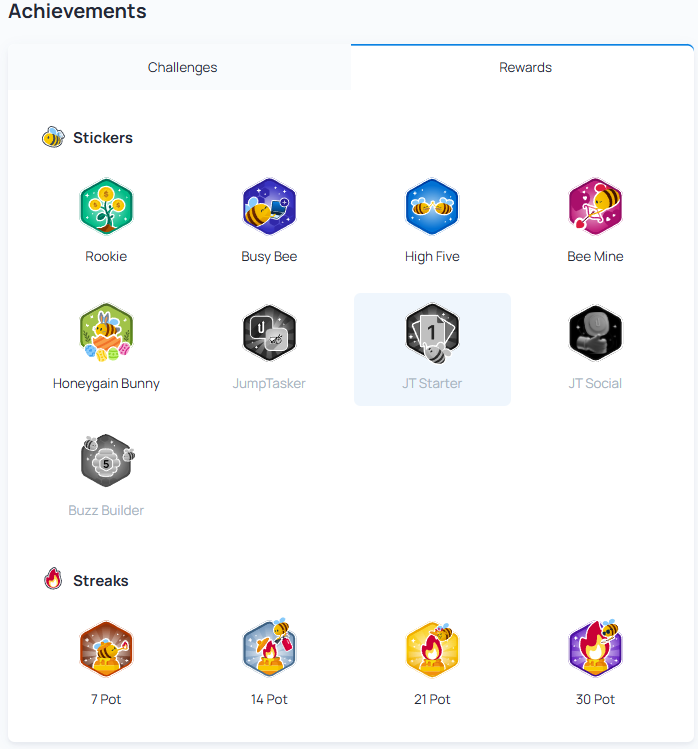 Achievements
Challenges
Rewards
Stickers
Rookie
Busy Bee
High Five
Bee Mine
1
Honeygain Bunny
JumpTasker
JT Starter
JT Social
5
Buzz Builder
Streaks
7 Pot
14 Pot
21 Pot
30 Pot